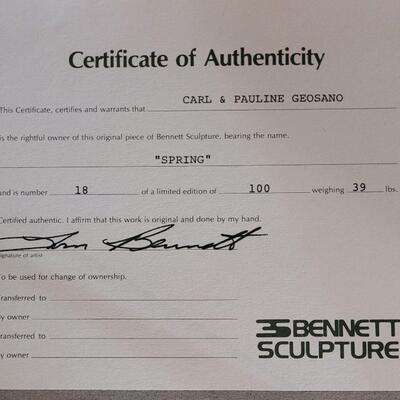 Certificate of Authenticity
This Certificate, certifies and warrants that CARL & PAULINE GEOSANO
is the rightful owner of this original piece of Bennett Sculpture, bearing the name.
"SPRING"
and is number 18 of a limited edition of 100 weighing 39 lbs.
Certified authentic. I affirm that this work is original and done by my hand.
Tom Bennett
signature of artist
To be used for change of ownership.
Transferred to
by owner
Transferred to
by owner
BENNETT
SCULPTURE